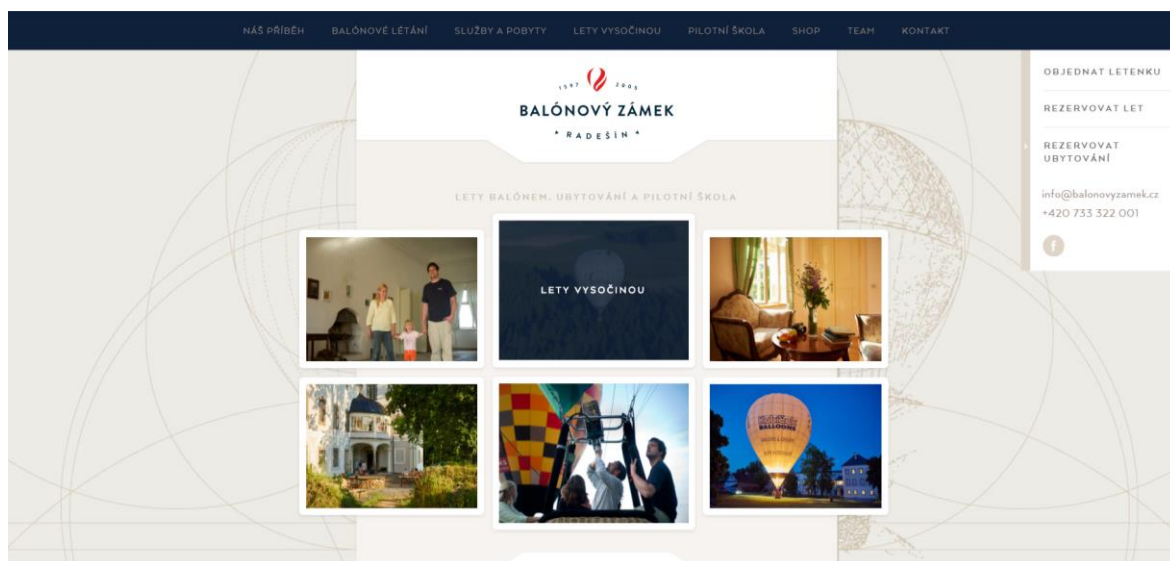 NÁŠ PŘÍBĚH BALÓNOVÉ LÉTÁNÍ SLUŽBY A POBYTY LETY VYSOČINOU PILOTNÍ ŠKOLA SHOP TEAM KONTAKT
OBJEDNAT LETENKU
REZERVOVAT LET
REZERVOVAT
UBYTOVÁNÍ
info@balonovyzamek.cz
+420 733 322 001
f
1597 2005
BALÓNOVÝ ZÁMEK
* RADEŠÍN *
LETY BALÓNEM, UBYTOVÁNÍ A PILOTNÍ ŠKOLA
LETY VYSOČINOU
BALLOONS